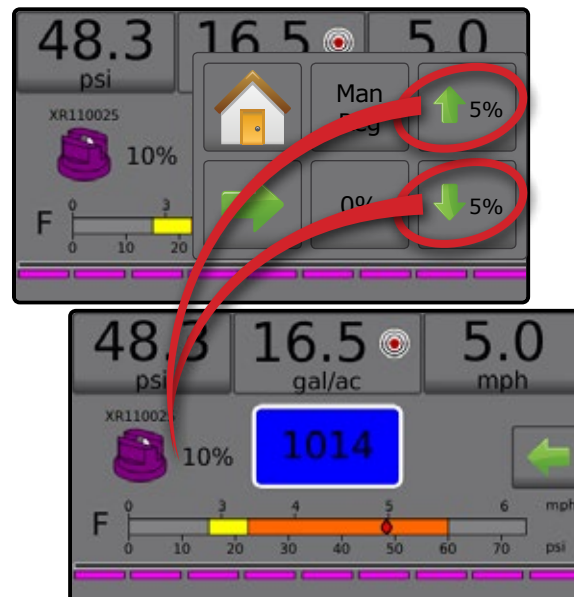 48.3 16.5 5.0
psi
XR110025
10%
Man
Reg
5%
F
0 3
0 10 20
0%
5%
48.3 16.5 5.0
psi gal/ac mph
XR110025
10%
1014
F
0 3 4 5 6 mph
0 10 20 30 40 50 60 70 psi